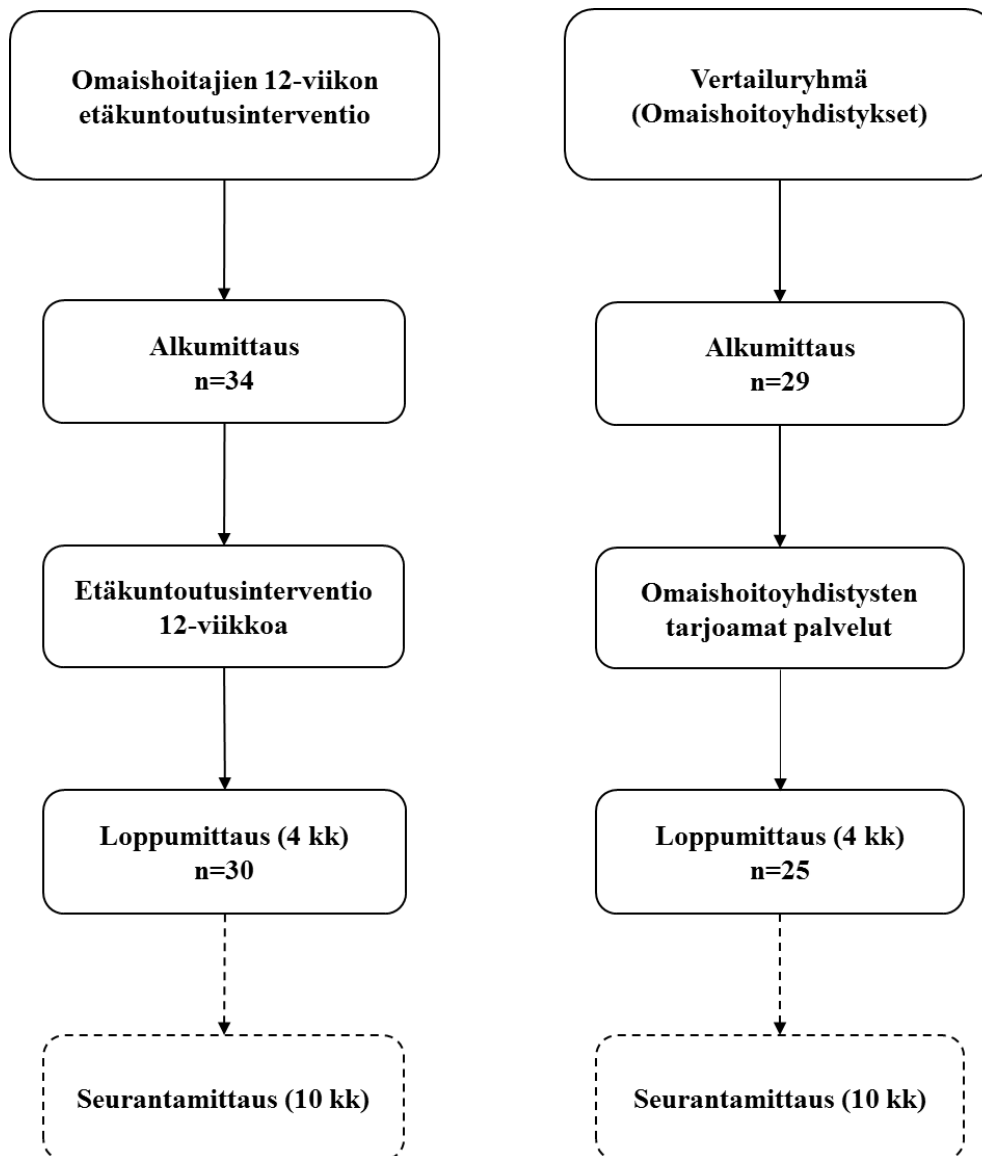 Omaishoitajien 12-viikon
etäkuntoutusinterventio
Vertailuryhmä
(Omaishoitoyhdistykset)
Alkumittaus
n=34
Alkumittaus
n=29
Etäkuntoutusinterventio
12-viikkoa
Omaishoitoyhdistysten
tarjoamat palvelut
Loppumittaus (4 kk)
n=30
Loppumittaus (4 kk)
n=25
Seurantamittaus (10 kk)
Seurantamittaus (10 kk)